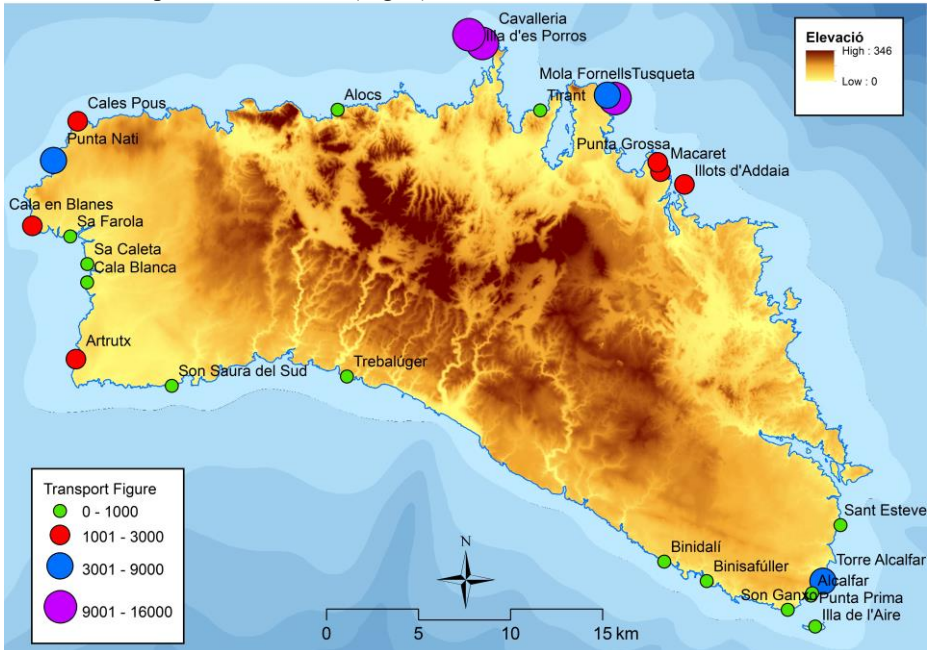 Cavalleria
Illa d'es Porros
Elevació
High : 346
Low : 0
Mola Fornells
Tusqueta
Alocs
Tirant
Cales Pous
Punta Nati
Punta Grossa
Macaret
Illots d'Addaia
Cala en Blanes
Sa Farola
Sa Caleta
Cala Blanca
Artrutx
Son Saura del Sud
Trebalúger
Sant Esteve
Binidalí
Torre Alcalfar
Binisafúller
Alcalfar
Son Ganxo
Punta Prima
Illa de l'Aire
Transport Figure
0 - 1000
1001 - 3000
3001 - 9000
9001 - 16000
N
0 5 10 15 km